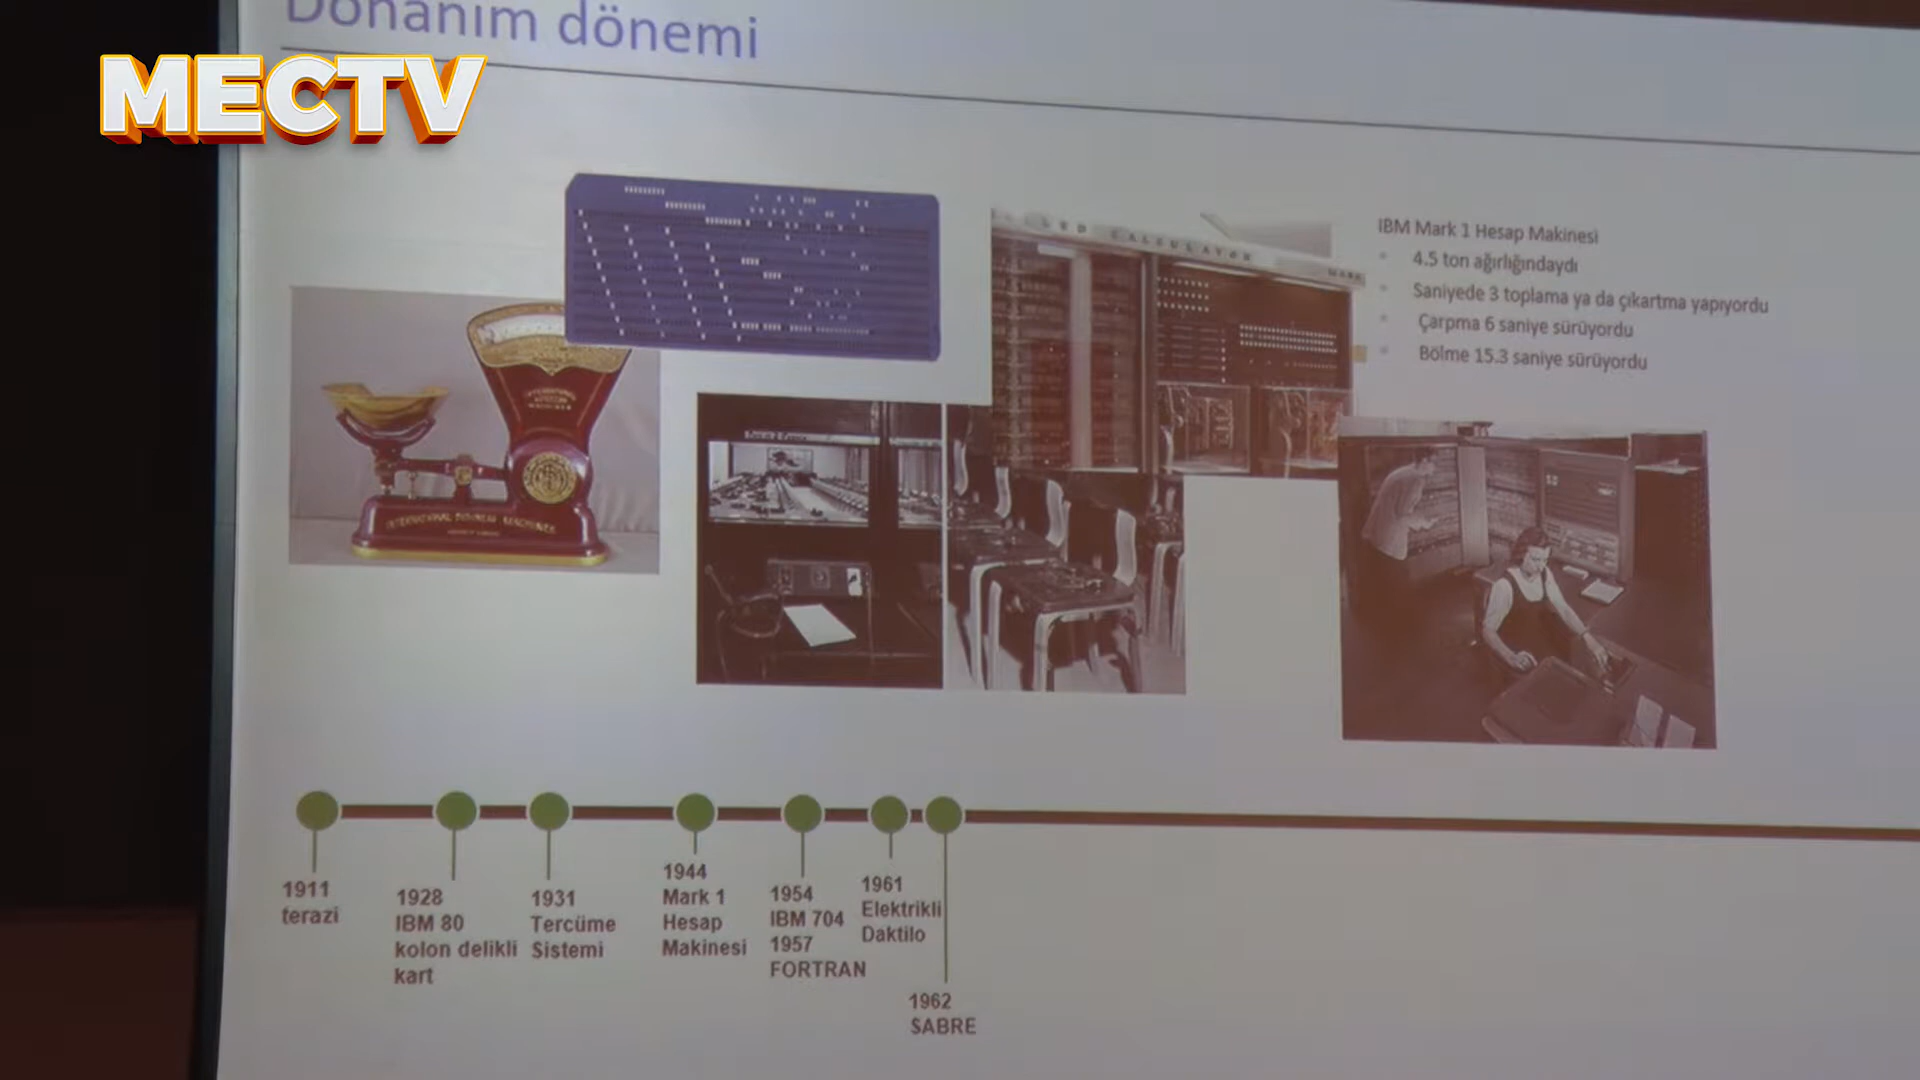 Donanım dönemi
MECTV
IBM Mark 1 Hesap Makinesi
4.5 ton ağırlığındaydı
Saniyede 3 toplama ya da çıkartma yapıyordu
Çarpma 6 saniye sürüyordu
Bölme 15.3 saniye sürüyordu
CALCULATOR
INTERNATIONAL
1911
terazi
1928
IBM 80
kolon delikli
kart
1931
Tercüme
Sistemi
1944
Mark 1
Hesap
Makinesi
1954
IBM 704
1957
FORTRAN
1961
Elektrikli
Daktilo
1962
SABRE